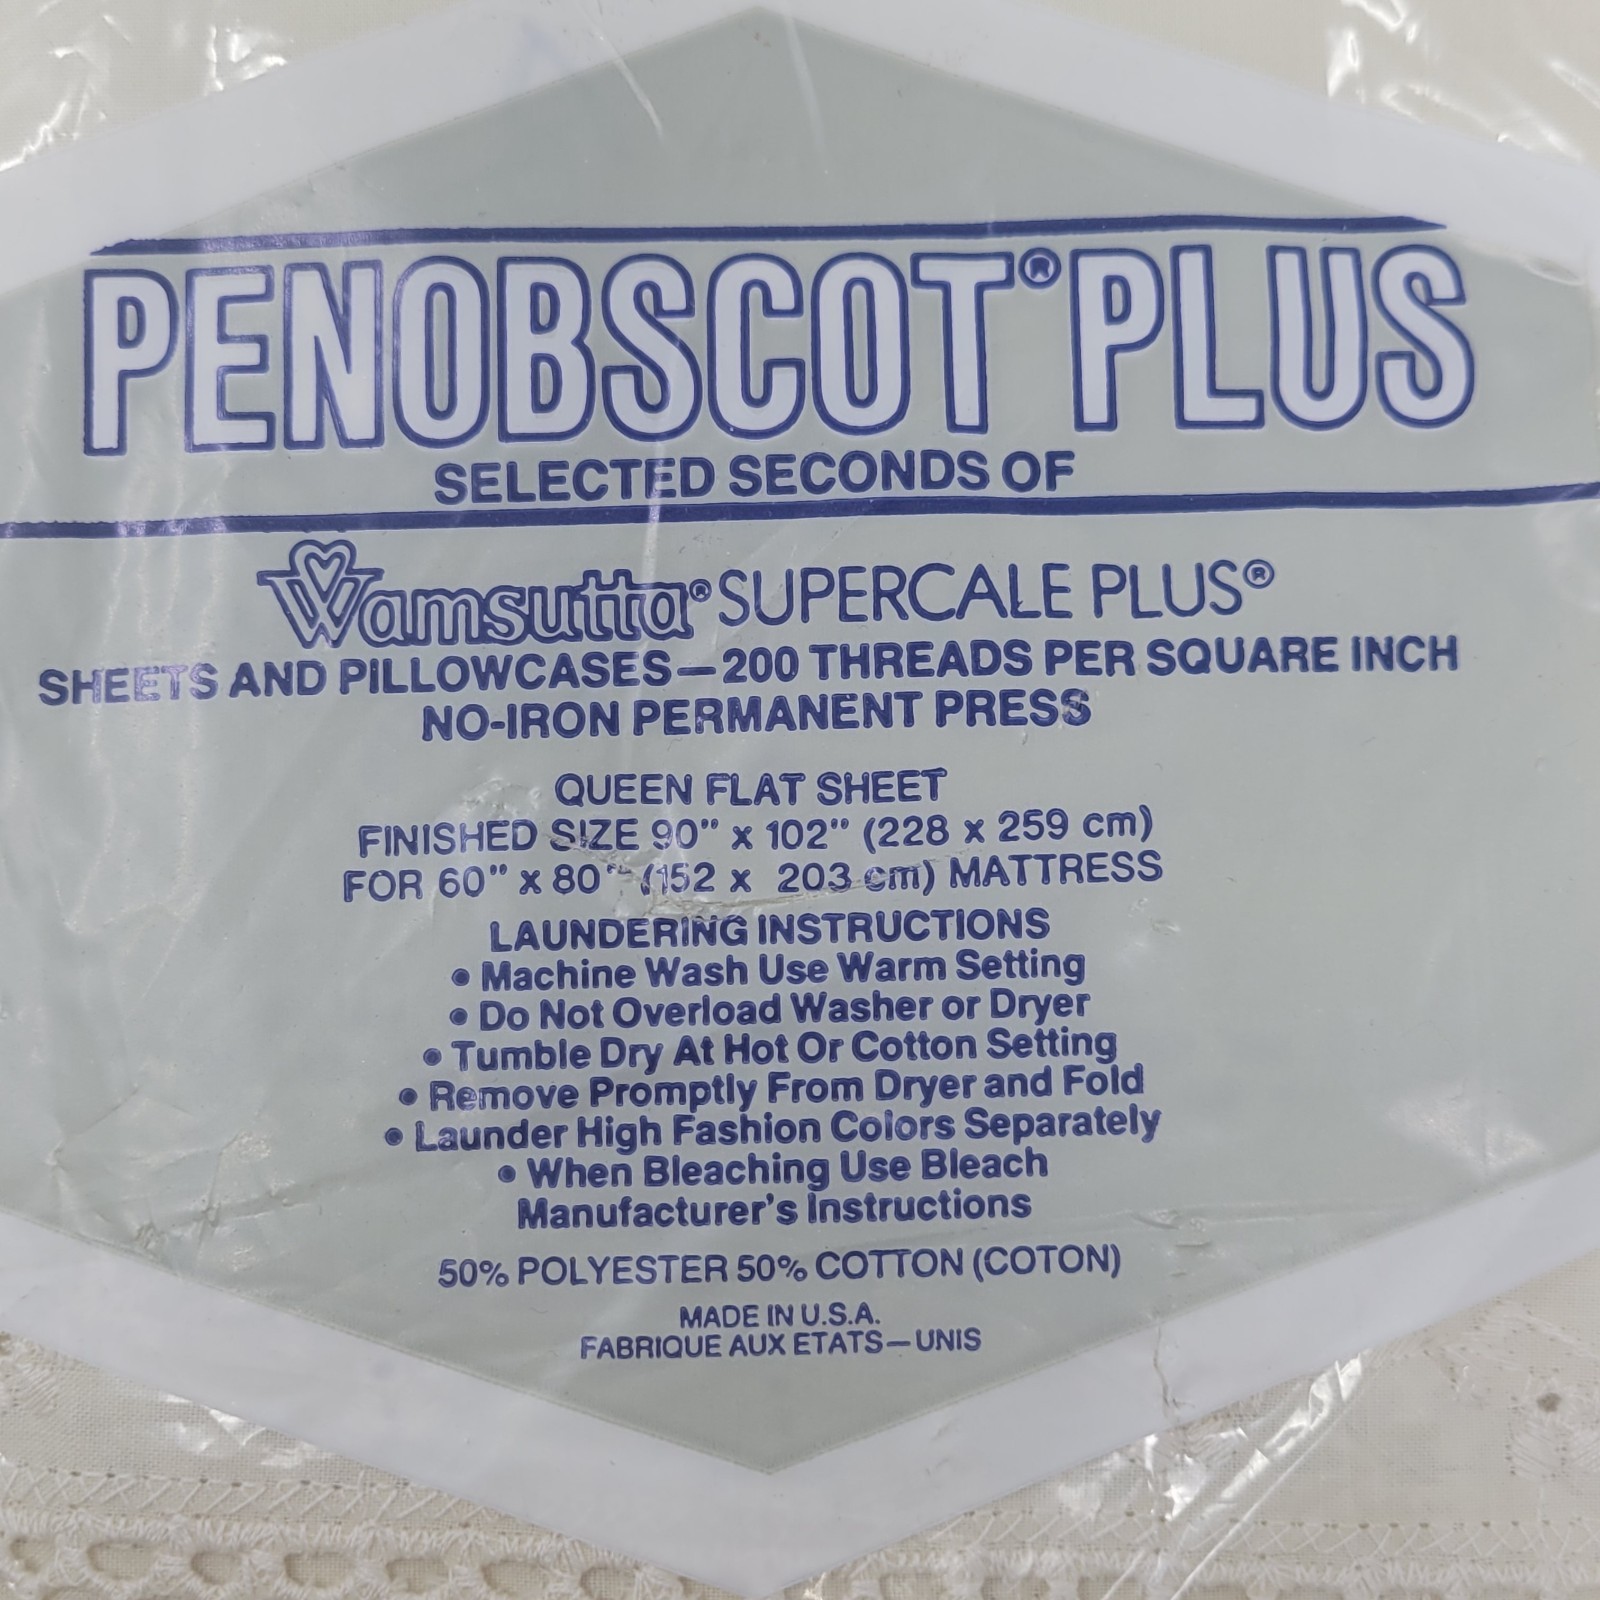 PENOBSCOT® PLUS
SELECTED SECONDS OF
Wamsutta® SUPERCALE PLUS®
SHEETS AND PILLOWCASES—200 THREADS PER SQUARE INCH
NO-IRON PERMANENT PRESS
QUEEN FLAT SHEET
FINISHED SIZE 90" x 102" (228 x 259 cm)
FOR 60" x 80" (152 x 203 cm) MATTRESS
LAUNDERING INSTRUCTIONS
• Machine Wash Use Warm Setting
• Do Not Overload Washer or Dryer
• Tumble Dry At Hot Or Cotton Setting
• Remove Promptly From Dryer and Fold
• Launder High Fashion Colors Separately
• When Bleaching Use Bleach
Manufacturer's Instructions
50% POLYESTER 50% COTTON (COTON)
MADE IN U.S.A.
FABRIQUE AUX ETATS—UNIS